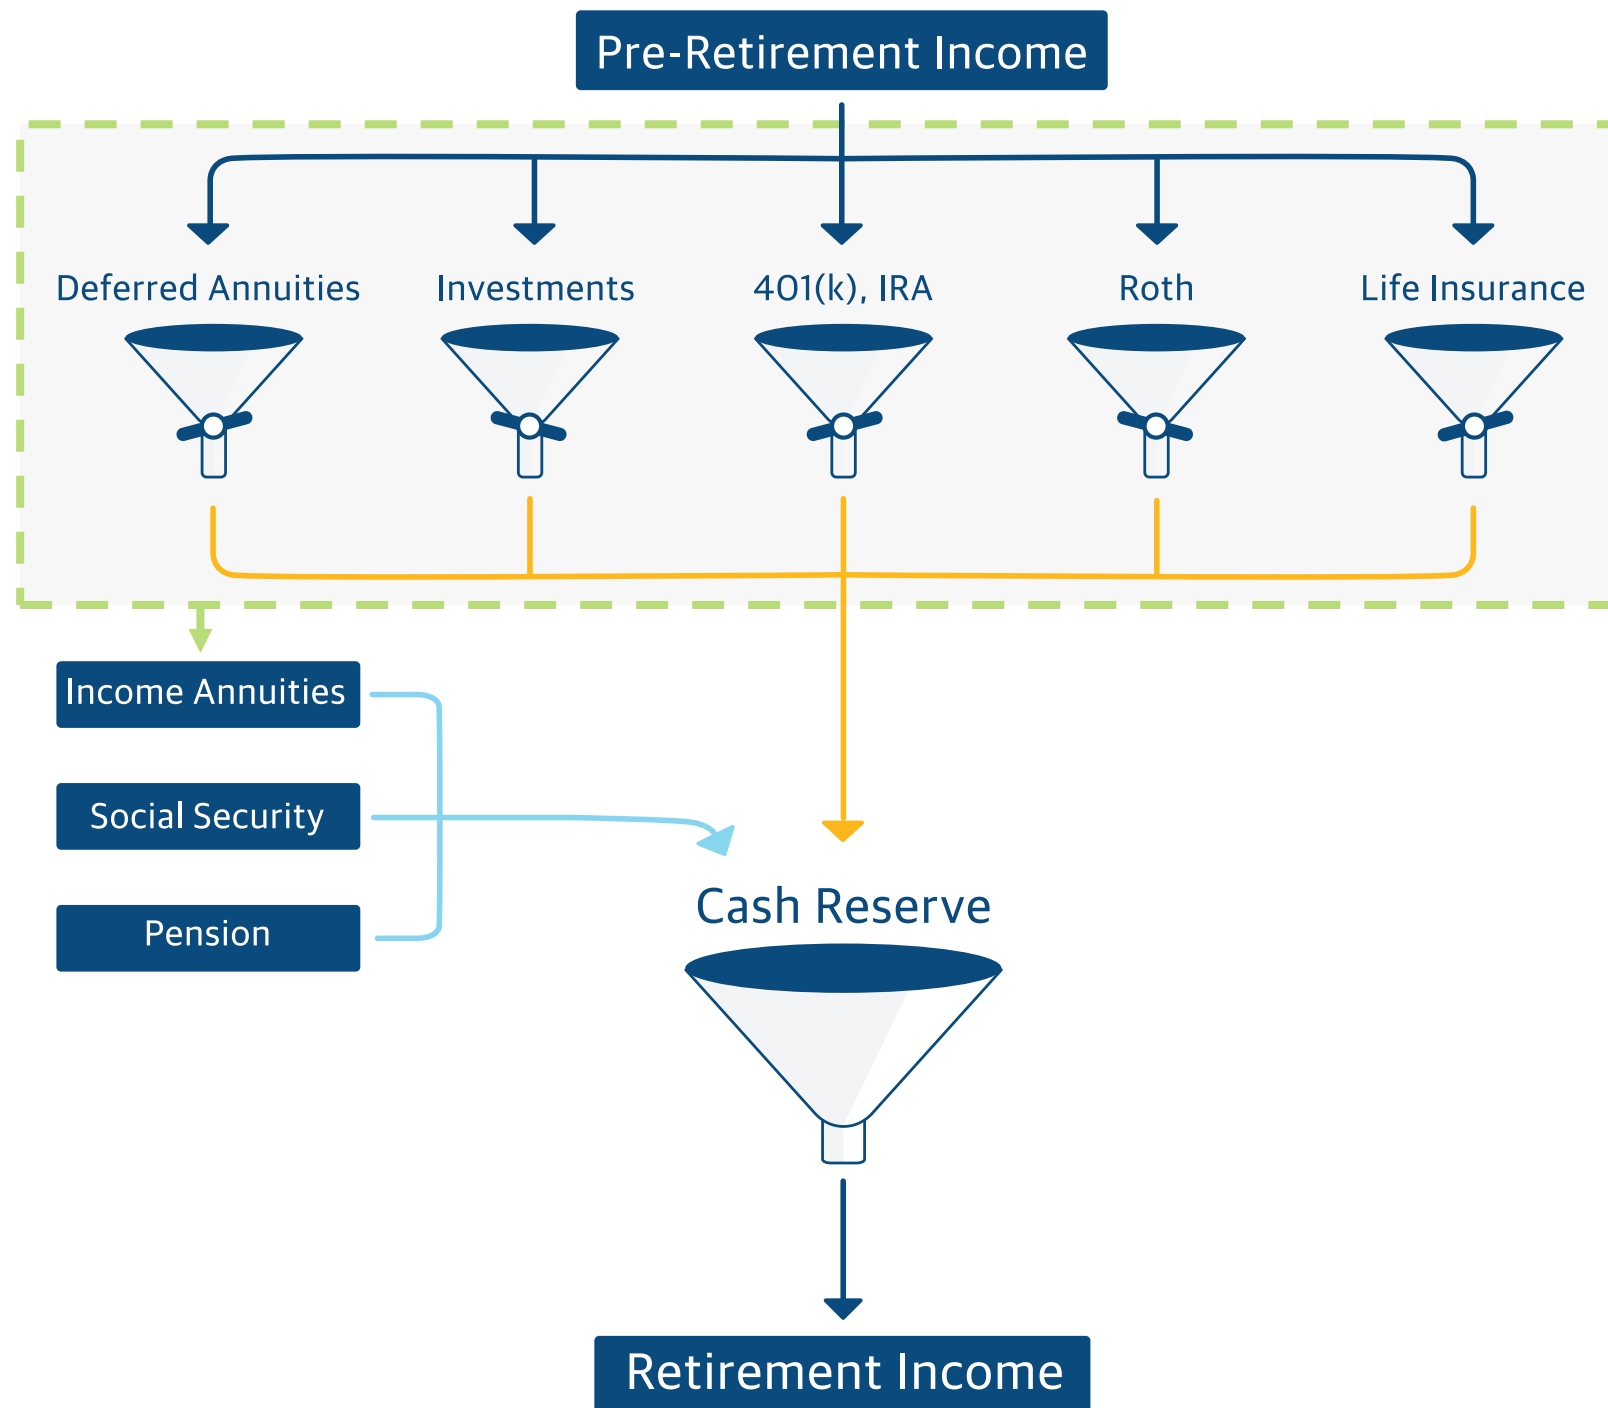 Pre-Retirement Income
Deferred Annuities
Investments
401(k), IRA
Roth
Life Insurance
Income Annuities
Social Security
Pension
Cash Reserve
Retirement Income